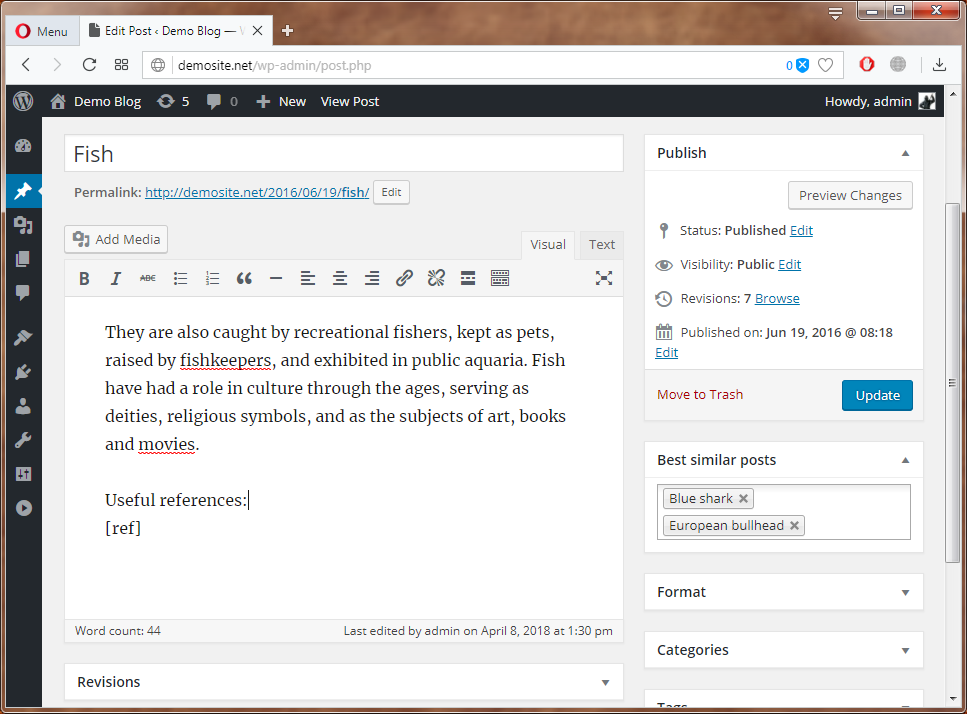 Menu
Edit Post ‹ Demo Blog —
demosite.net/wp-admin/post.php
0
Demo Blog
5
0
New
View Post
Howdy, admin
Fish
Permalink: http://demosite.net/2016/06/19/fish/ Edit
Add Media
Visual
Text
B I ABC
They are also caught by recreational fishers, kept as pets,
raised by fishkeepers, and exhibited in public aquaria. Fish
have had a role in culture through the ages, serving as
deities, religious symbols, and as the subjects of art, books
and movies.
Useful references:
[ref]
Word count: 44
Last edited by admin on April 8, 2018 at 1:30 pm
Revisions
Publish
Preview Changes
Status: Published Edit
Visibility: Public Edit
Revisions: 7 Browse
Published on: Jun 19, 2016 @ 08:18
Edit
Move to Trash
Update
Best similar posts
Blue shark
European bullhead
Format
Categories
Tags